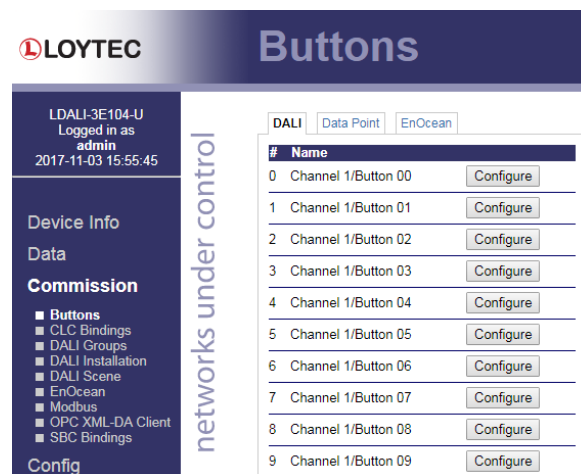 LOYTEC
Buttons
LDALI-3E104-U
Logged in as
admin
2017-11-03 15:55:45
Device Info
Data
Commission
Buttons
CLC Bindings
DALI Groups
DALI Installation
DALI Scene
EnOcean
Modbus
OPC XML-DA Client
SBC Bindings
Config
networks under control
DALI Data Point EnOcean
# Name
0 Channel 1/Button 00 Configure
1 Channel 1/Button 01 Configure
2 Channel 1/Button 02 Configure
3 Channel 1/Button 03 Configure
4 Channel 1/Button 04 Configure
5 Channel 1/Button 05 Configure
6 Channel 1/Button 06 Configure
7 Channel 1/Button 07 Configure
8 Channel 1/Button 08 Configure
9 Channel 1/Button 09 Configure